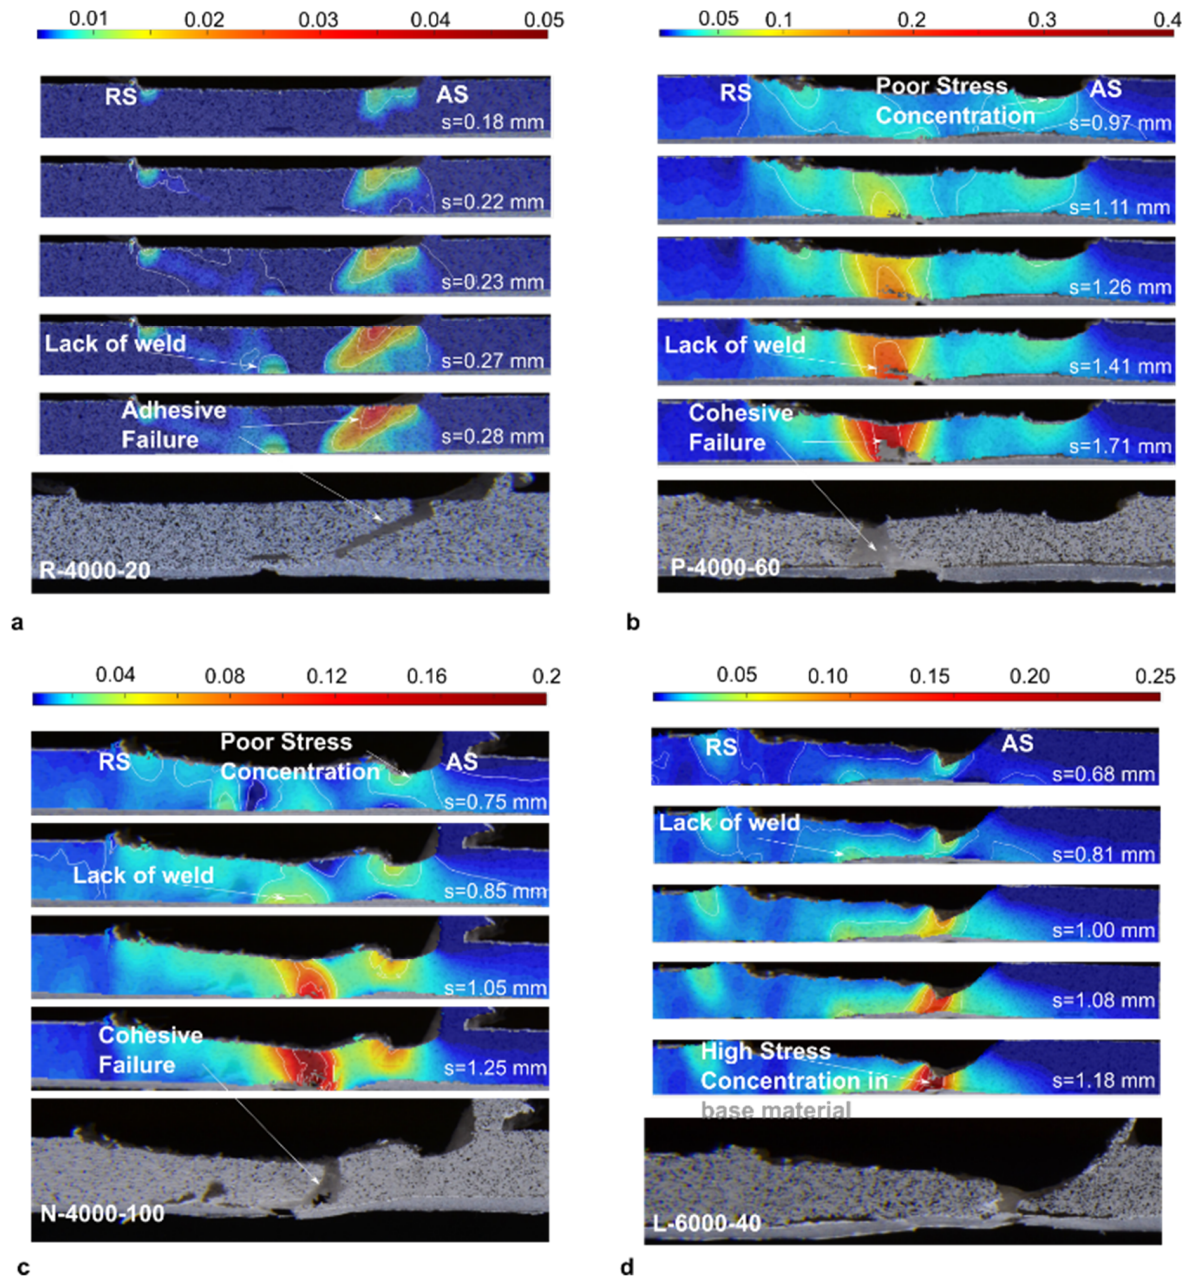 0.01 0.02 0.03 0.04 0.05
RS
AS
s=0.18 mm
s=0.22 mm
s=0.23 mm
Lack of weld
s=0.27 mm
Adhesive
Failure
s=0.28 mm
R-4000-20
a
0.05 0.1 0.2 0.3 0.4
RS
Poor Stress
Concentration
AS
s=0.97 mm
s=1.11 mm
s=1.26 mm
Lack of weld
s=1.41 mm
Cohesive
Failure
s=1.71 mm
P-4000-60
b
0.04 0.08 0.12 0.16 0.2
RS
Poor Stress
Concentration
AS
s=0.75 mm
Lack of weld
s=0.85 mm
s=1.05 mm
Cohesive
Failure
s=1.25 mm
N-4000-100
c
0.05 0.10 0.15 0.20 0.25
RS
AS
s=0.68 mm
Lack of weld
s=0.81 mm
s=1.00 mm
s=1.08 mm
High Stress
Concentration in
base material
s=1.18 mm
L-6000-40
d